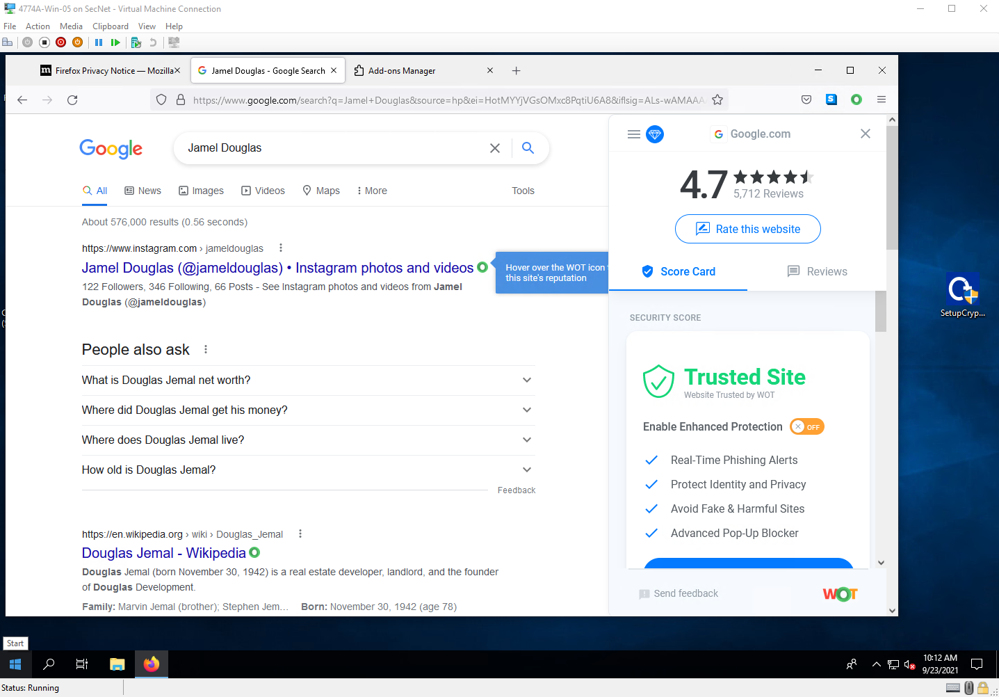 4774A-Win-05 on SecNet - Virtual Machine Connection
File Action Media Clipboard View Help
Firefox Privacy Notice — Mozilla
Jamel Douglas - Google Search
Add-ons Manager
https://www.google.com/search?q=Jamel+Douglas&source=hp&ei=HotMYYjVGsOMxc8PqtiU6A8&iflsig=ALs-wAMAAA
Google
Jamel Douglas
All News Images Videos Maps More Tools
About 576,000 results (0.56 seconds)
https://www.instagram.com › jameldouglas
Jamel Douglas (@jameldouglas) • Instagram photos and videos
122 Followers, 346 Following, 66 Posts - See Instagram photos and videos from Jamel
Douglas (@jameldouglas)
Hover over the WOT icon
this site's reputation
People also ask
What is Douglas Jemal net worth?
Where did Douglas Jemal get his money?
Where does Douglas Jemal live?
How old is Douglas Jemal?
Feedback
https://en.wikipedia.org › wiki › Douglas_Jemal
Douglas Jemal - Wikipedia
Douglas Jemal (born November 30, 1942) is a real estate developer, landlord, and the founder
of Douglas Development.
Family: Marvin Jemal (brother); Stephen Jem... Born: November 30, 1942 (age 78)
Google.com
4.7
5,712 Reviews
Rate this website
Score Card
Reviews
SECURITY SCORE
Trusted Site
Website Trusted by WOT
Enable Enhanced Protection OFF
Real-Time Phishing Alerts
Protect Identity and Privacy
Avoid Fake & Harmful Sites
Advanced Pop-Up Blocker
Send feedback
WOT
SetupCryp...
Start
10:12 AM
9/23/2021
Status: Running